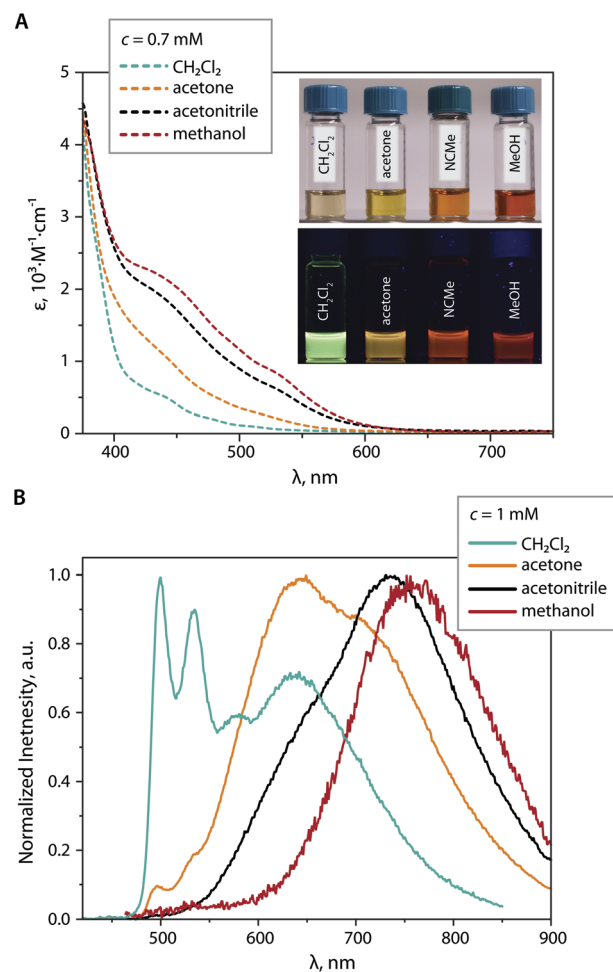 A
c = 0.7 mM
CH₂Cl₂
acetone
acetonitrile
methanol
5
4
3
2
1
0
ε, 10³·M⁻¹·cm⁻¹
400
500
600
700
λ, nm
CH₂Cl₂
acetone
NCMe
MeOH
CH₂Cl₂
acetone
NCMe
MeOH
B
c = 1 mM
CH₂Cl₂
acetone
acetonitrile
methanol
1.0
0.8
0.6
0.4
0.2
0.0
Normalized Inetnesity, a.u.
500
600
700
800
900
λ, nm